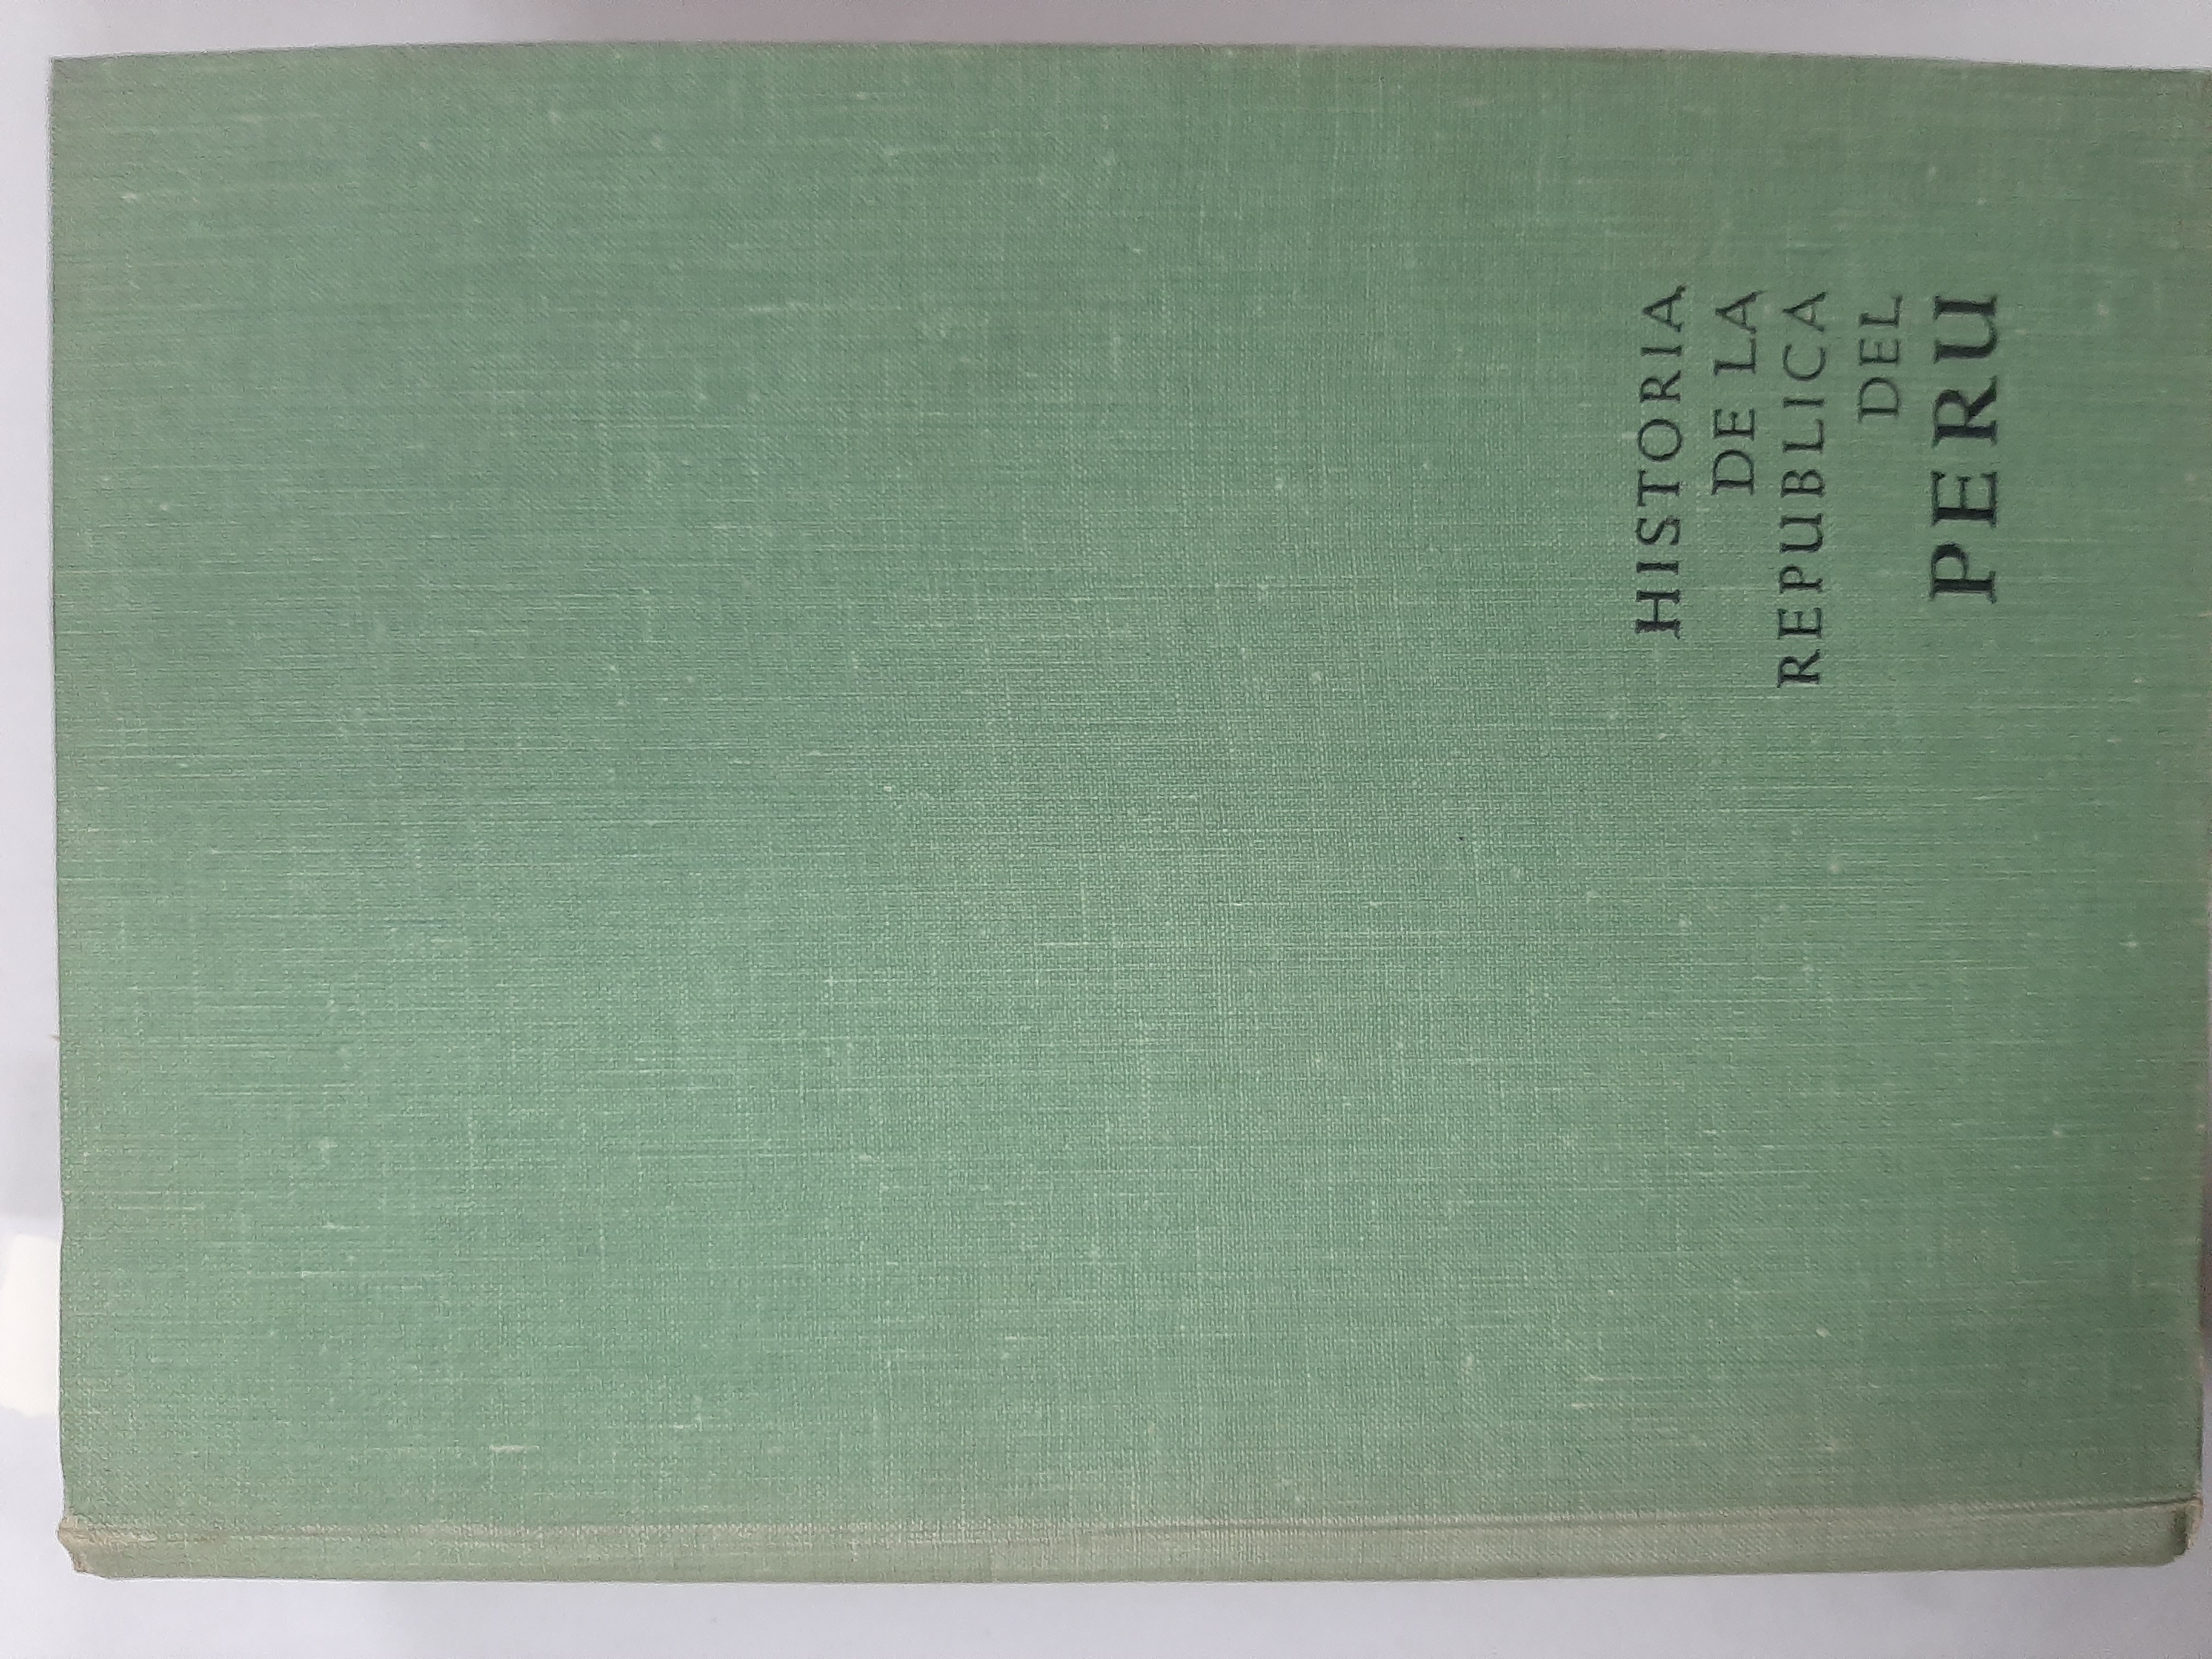 HISTORIA
DE LA
REPUBLICA
DEL
PERU